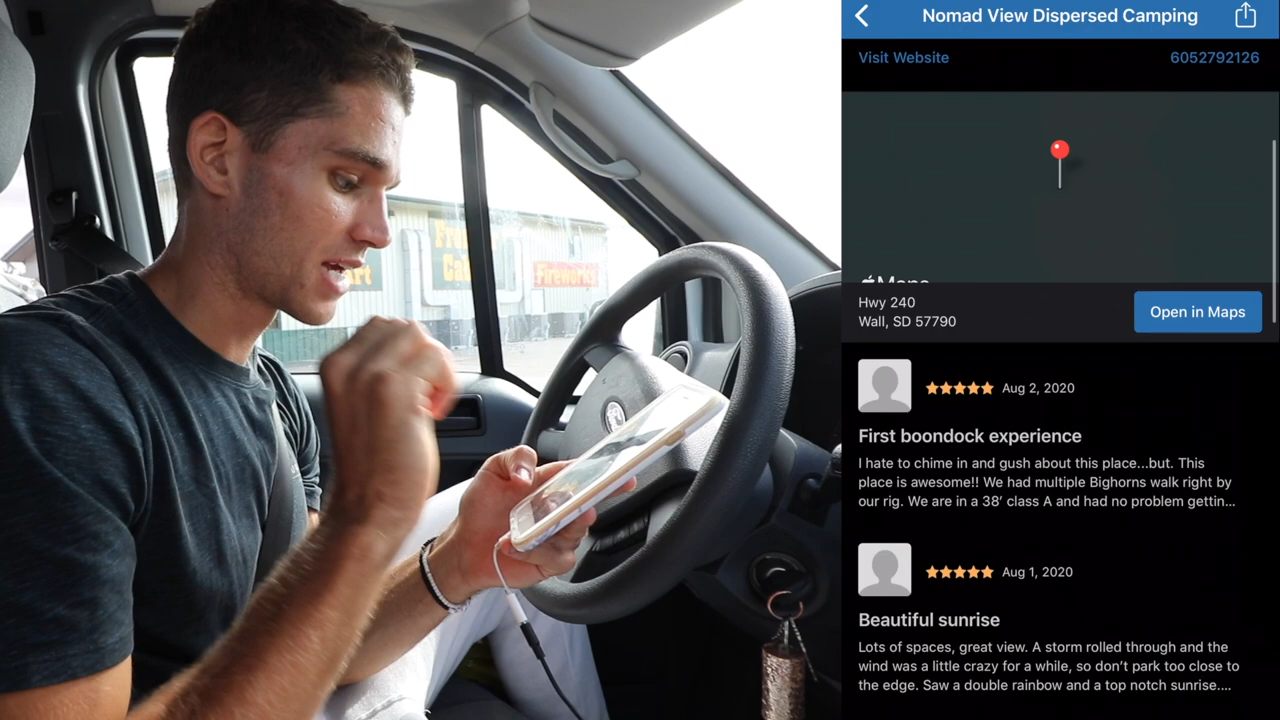 Nomad View Dispersed Camping
Visit Website
6052792126
Hwy 240
Wall, SD 57790
Open in Maps
Aug 2, 2020
First boondock experience
I hate to chime in and gush about this place...but. This
place is awesome!! We had multiple Bighorns walk right by
our rig. We are in a 38’ class A and had no problem gettin...
Aug 1, 2020
Beautiful sunrise
Lots of spaces, great view. A storm rolled through and the
wind was a little crazy for a while, so don’t park too close to
the edge. Saw a double rainbow and a top notch sunrise....
Fireworks